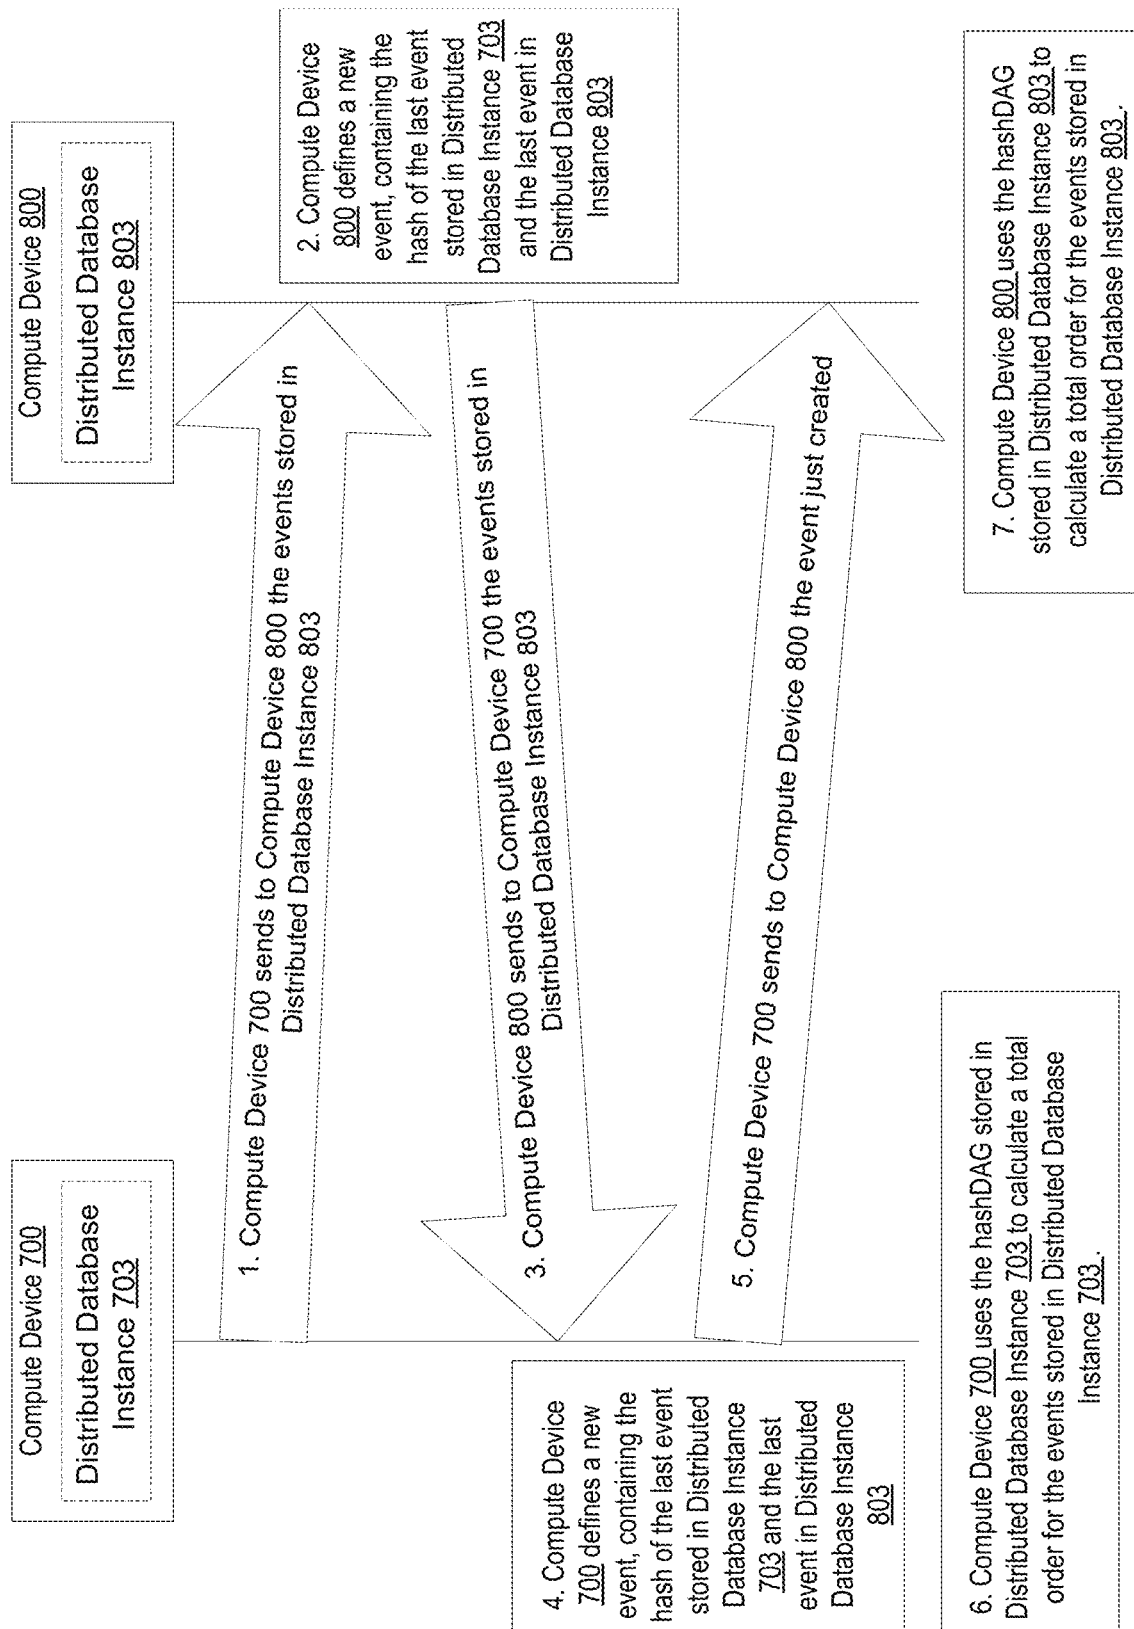 Compute Device 700
Distributed Database
Instance 703
Compute Device 800
Distributed Database
Instance 803
1. Compute Device 700 sends to Compute Device 800 the events stored in
Distributed Database Instance 803
2. Compute Device
800 defines a new
event, containing the
hash of the last event
stored in Distributed
Database Instance 703
and the last event in
Distributed Database
Instance 803
3. Compute Device 800 sends to Compute Device 700 the events stored in
Distributed Database Instance 803
4. Compute Device
700 defines a new
event, containing the
hash of the last event
stored in Distributed
Database Instance
703 and the last
event in Distributed
Database Instance
803
5. Compute Device 700 sends to Compute Device 800 the event just created
6. Compute Device 700 uses the hashDAG stored in
Distributed Database Instance 703 to calculate a total
order for the events stored in Distributed Database
Instance 703 .
7. Compute Device 800 uses the hashDAG
stored in Distributed Database Instance 803 to
calculate a total order for the events stored in
Distributed Database Instance 803 .